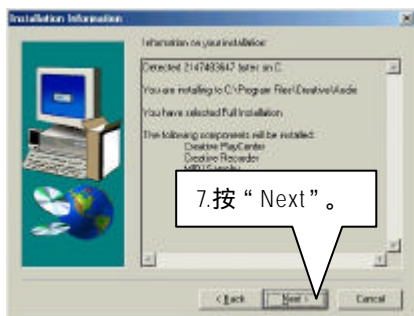 Installation Information
Information on your installation:
Detected 2147483647 bytes on C.
You are installing to C:\Program Files\Creative\Audio
You have selected Full Installation
The following components will be installed:
Creative PlayCenter
Creative Recorder
7.按 “ Next” 。
< Back
Next >
Cancel